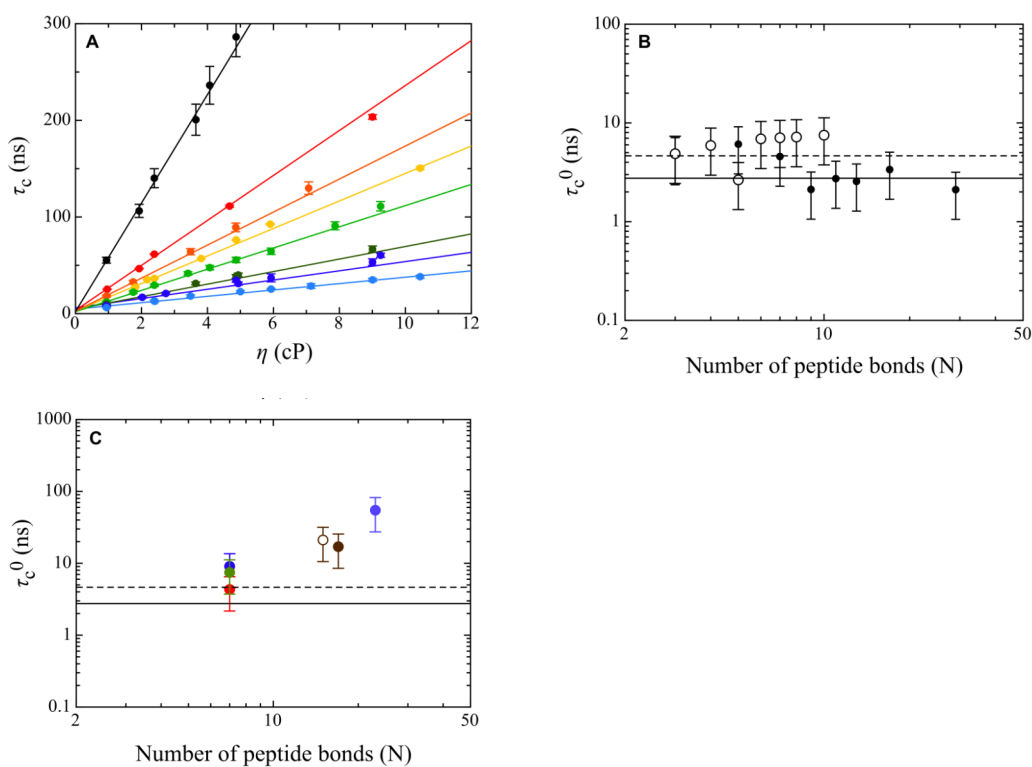 A
300
200
100
0
τc (ns)
0 2 4 6 8 10 12
η (cP)
B
100
10
1
0.1
τc0 (ns)
2 10 50
Number of peptide bonds (N)
C
1000
100
10
1
0.1
τc0 (ns)
2 10 50
Number of peptide bonds (N)